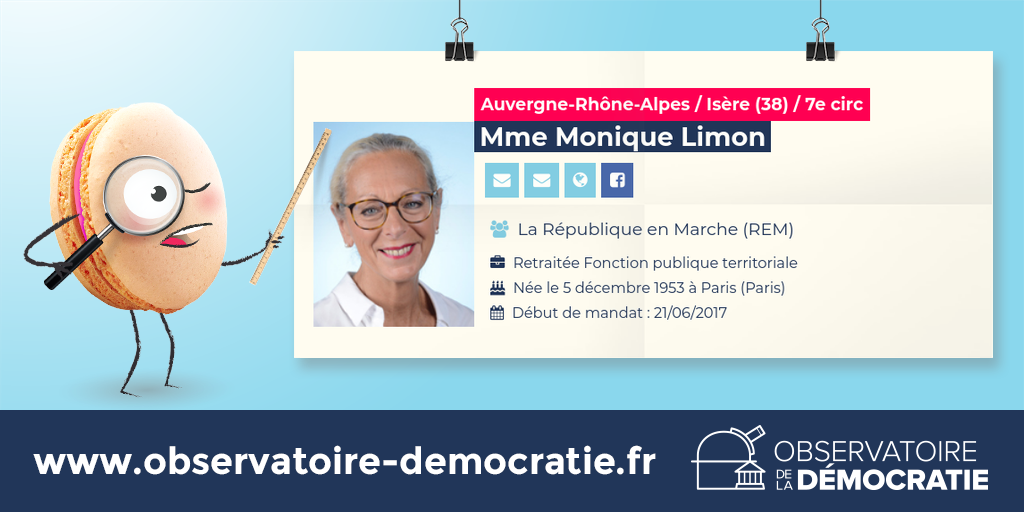 Auvergne-Rhône-Alpes / Isère (38) / 7e circ
Mme Monique Limon
La République en Marche (REM)
Retraitée Fonction publique territoriale
Née le 5 décembre 1953 à Paris (Paris)
Début de mandat : 21/06/2017
www.observatoire-democratie.fr
OBSERVATOIRE
DE LA DÉMOCRATIE